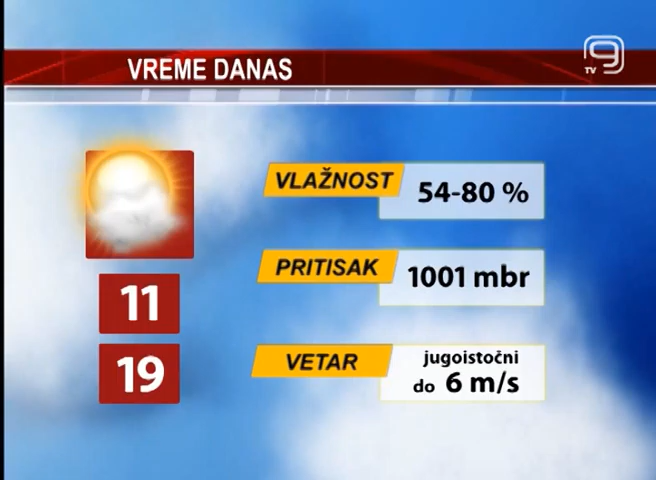 VREME DANAS
9
TV
VLAŽNOST
54-80 %
PRITISAK
1001 mbr
11
19
VETAR
jugoistočni
do 6 m/s